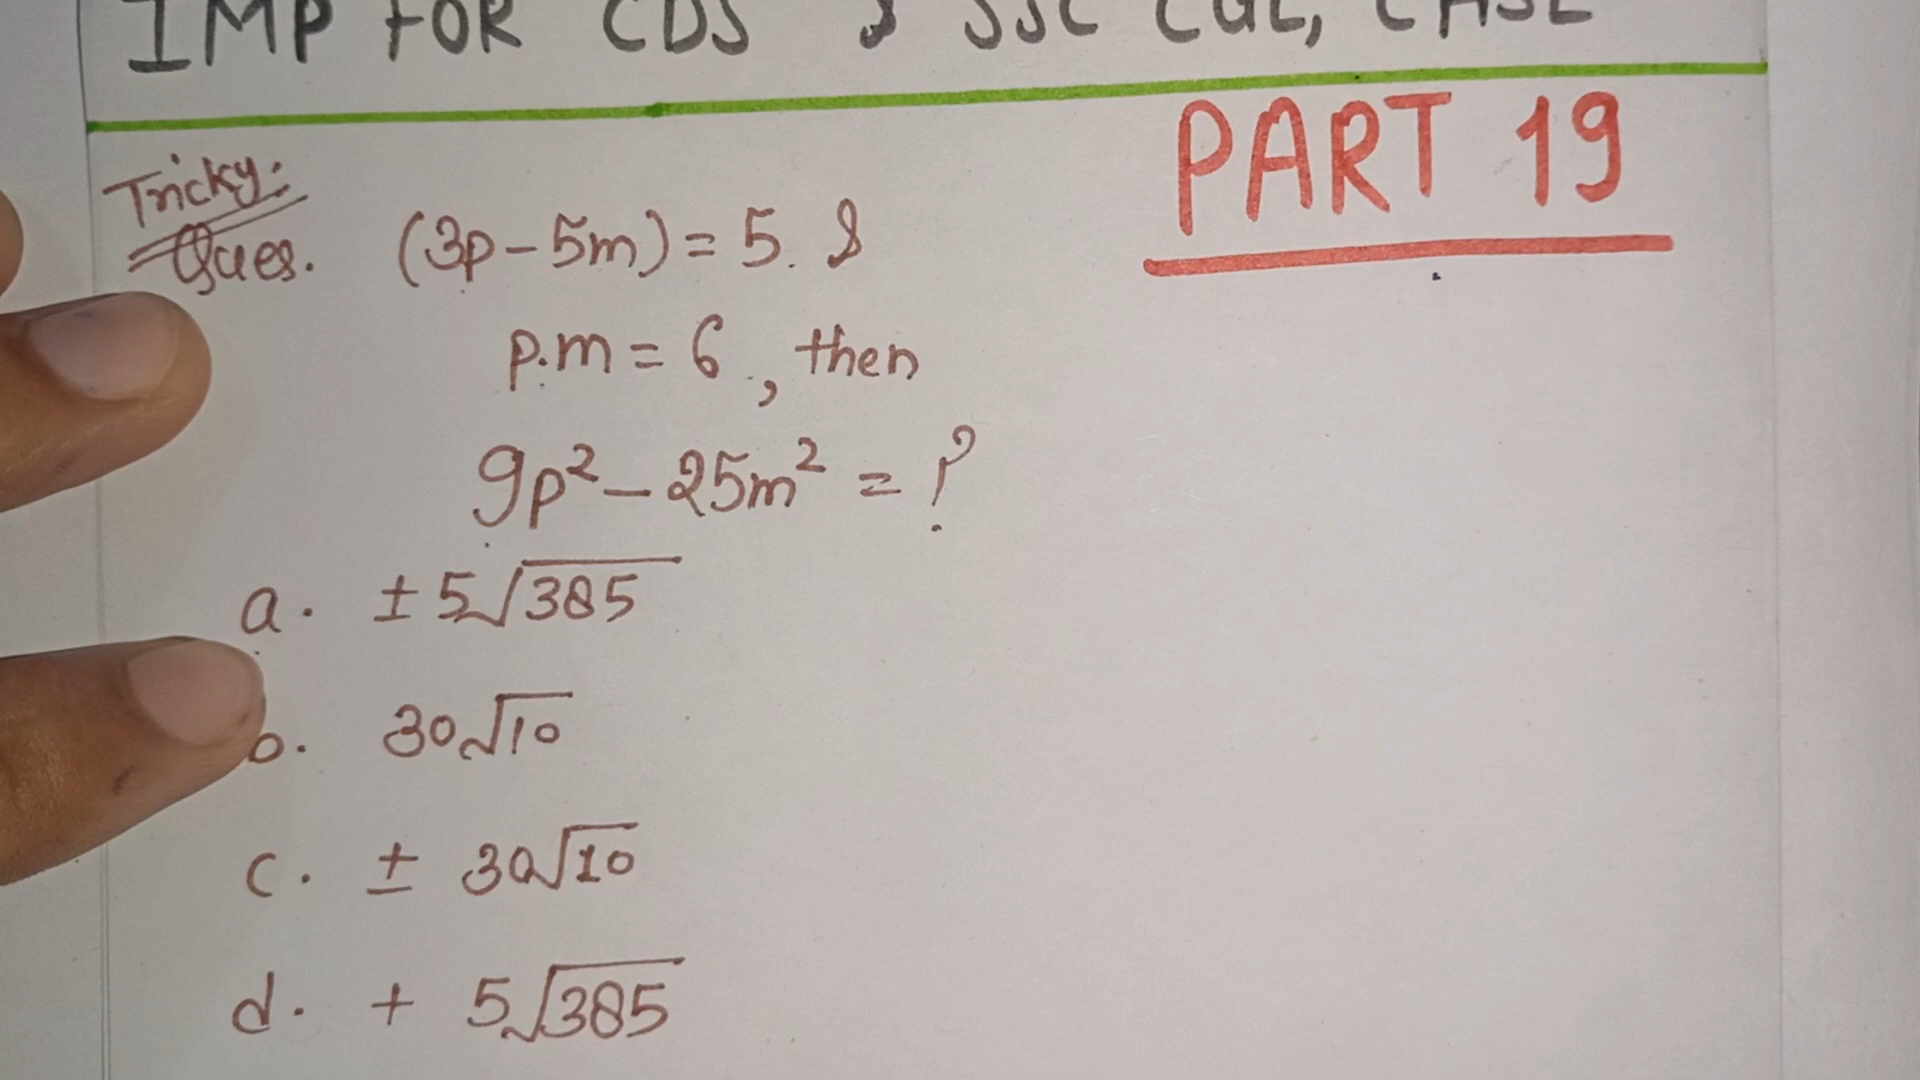 IMP FOR CDS & SSC CGL, CHSL
PART 19
Tricky:
Ques. (3p-5m) = 5. &
p.m = 6., then
9p²-25m² = ?
a. ±5√385
b. 30√10
c. ± 30√10
d. + 5√385